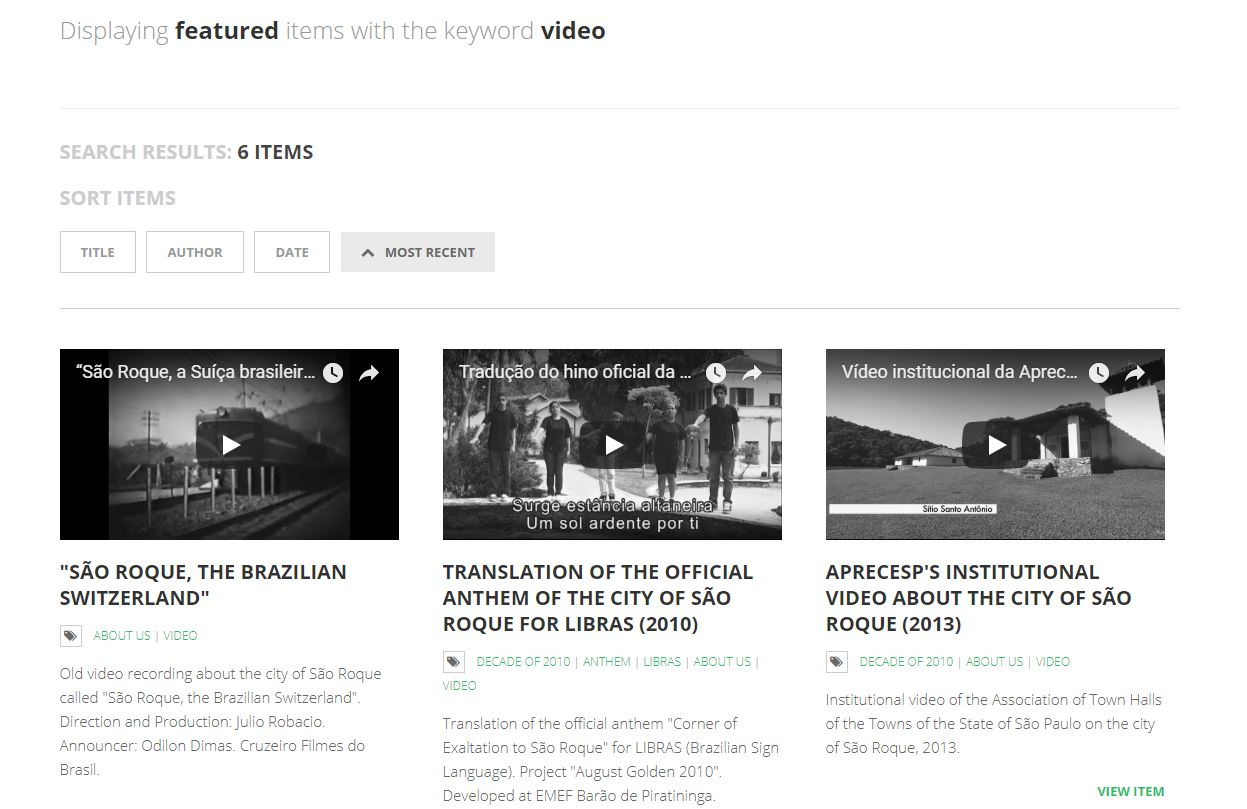 Displaying featured items with the keyword video
SEARCH RESULTS: 6 ITEMS
SORT ITEMS
TITLE
AUTHOR
DATE
MOST RECENT
“São Roque, a Suíça brasileir...
"SÃO ROQUE, THE BRAZILIAN
SWITZERLAND"
ABOUT US | VIDEO
Old video recording about the city of São Roque
called "São Roque, the Brazilian Switzerland".
Direction and Production: Julio Robacio.
Announcer: Odilon Dimas. Cruzeiro Filmes do
Brasil.
Tradução do hino oficial da ...
Surge estância altaneira
Um sol ardente por ti
TRANSLATION OF THE OFFICIAL
ANTHEM OF THE CITY OF SÃO
ROQUE FOR LIBRAS (2010)
DECADE OF 2010 | ANTHEM | LIBRAS | ABOUT US |
VIDEO
Translation of the official anthem "Corner of
Exaltation to São Roque" for LIBRAS (Brazilian Sign
Language). Project "August Golden 2010".
Developed at EMEF Barão de Piratininga.
Vídeo institucional da Aprec...
Sítio Santo Antônio
APRECESP'S INSTITUTIONAL
VIDEO ABOUT THE CITY OF SÃO
ROQUE (2013)
DECADE OF 2010 | ABOUT US | VIDEO
Institutional video of the Association of Town Halls
of the Towns of the State of São Paulo on the city
of São Roque, 2013.
VIEW ITEM